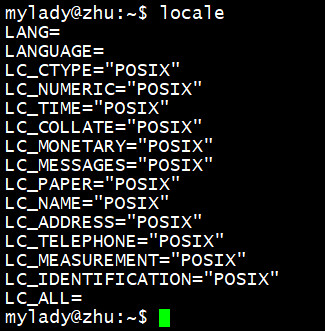 mylady@zhu:~$ locale
LANG=
LANGUAGE=
LC_CTYPE="POSIX"
LC_NUMERIC="POSIX"
LC_TIME="POSIX"
LC_COLLATE="POSIX"
LC_MONETARY="POSIX"
LC_MESSAGES="POSIX"
LC_PAPER="POSIX"
LC_NAME="POSIX"
LC_ADDRESS="POSIX"
LC_TELEPHONE="POSIX"
LC_MEASUREMENT="POSIX"
LC_IDENTIFICATION="POSIX"
LC_ALL=
mylady@zhu:~$